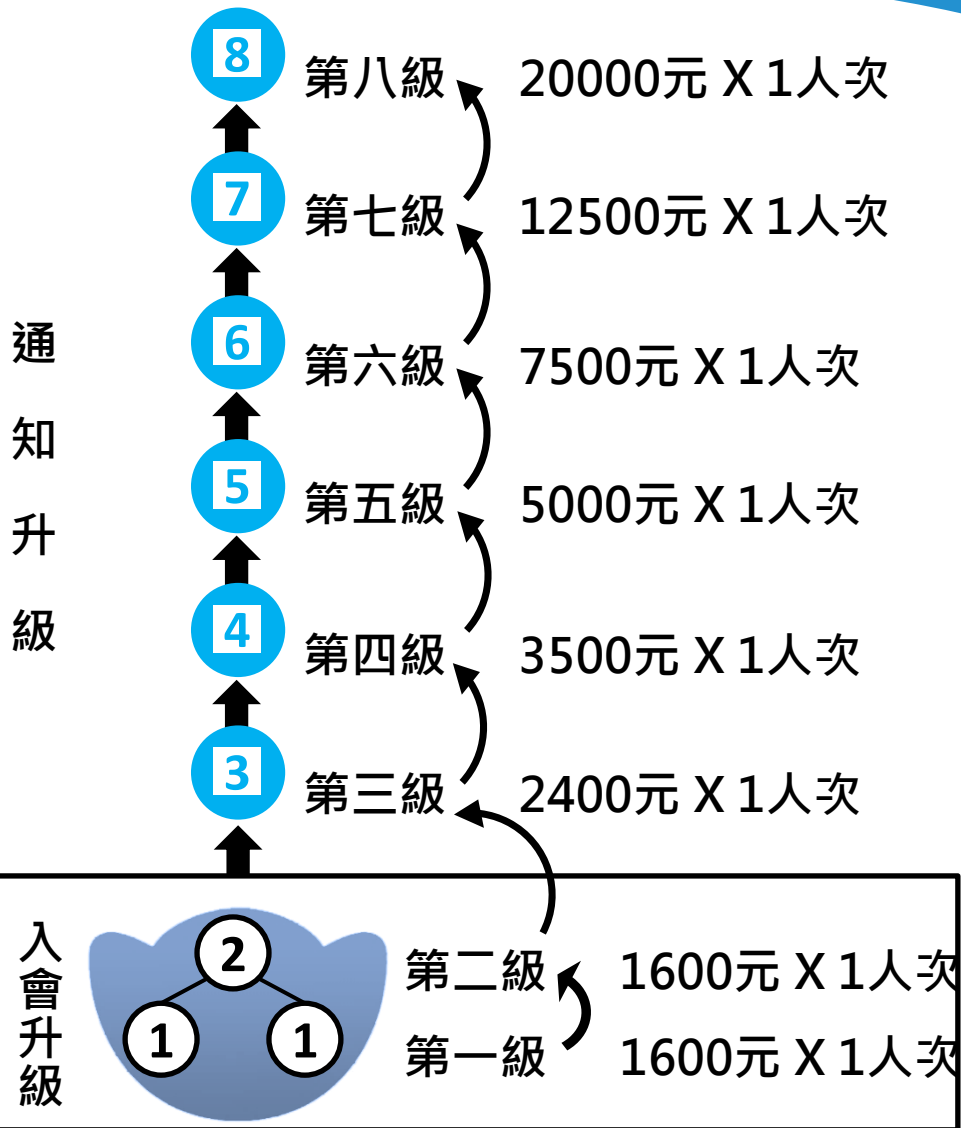 通知升級
8 第八級 20000元 X 1人次
7 第七級 12500元 X 1人次
6 第六級 7500元 X 1人次
5 第五級 5000元 X 1人次
4 第四級 3500元 X 1人次
3 第三級 2400元 X 1人次
入會升級
2
1 1
第二級 1600元 X 1人次
第一級 1600元 X 1人次